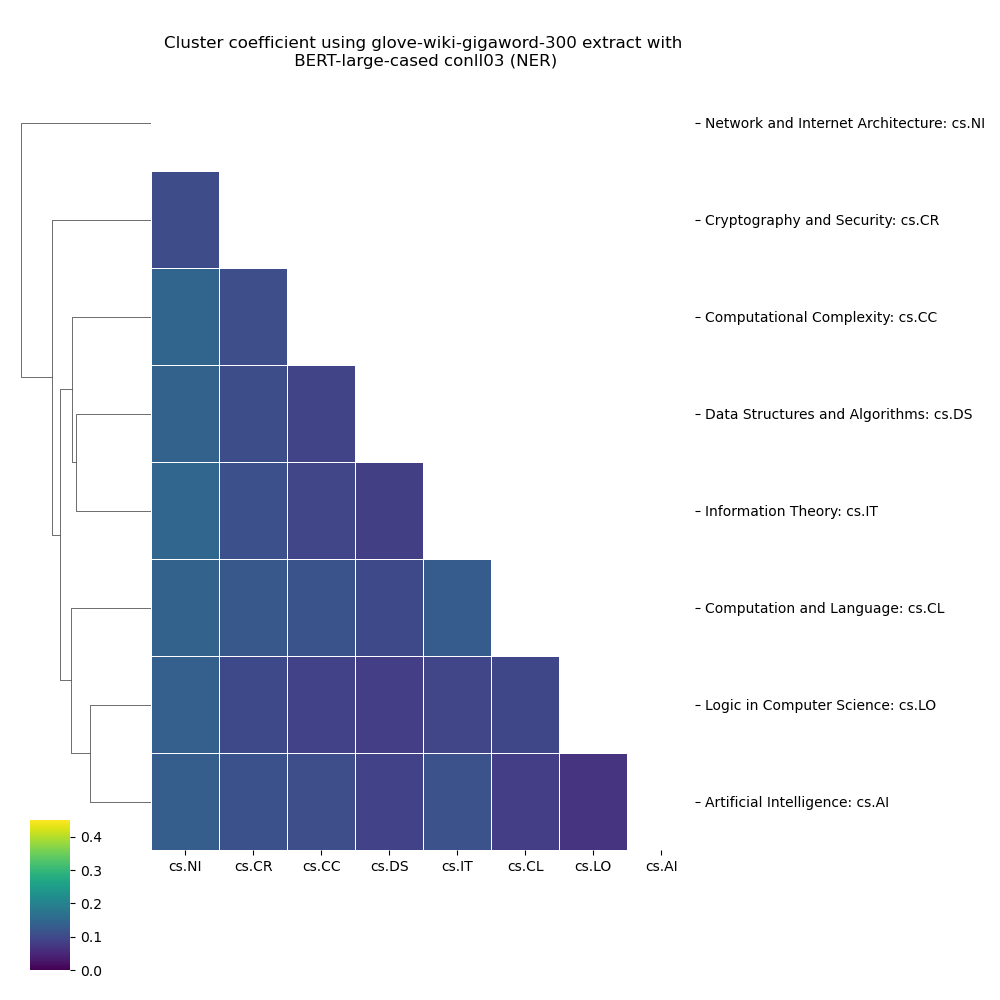 Cluster coefficient using glove-wiki-gigaword-300 extract with
BERT-large-cased conll03 (NER)
Network and Internet Architecture: cs.NI
Cryptography and Security: cs.CR
Computational Complexity: cs.CC
Data Structures and Algorithms: cs.DS
Information Theory: cs.IT
Computation and Language: cs.CL
Logic in Computer Science: cs.LO
Artificial Intelligence: cs.AI
cs.NI cs.CR cs.CC cs.DS cs.IT cs.CL cs.LO cs.AI
0.4
0.3
0.2
0.1
0.0